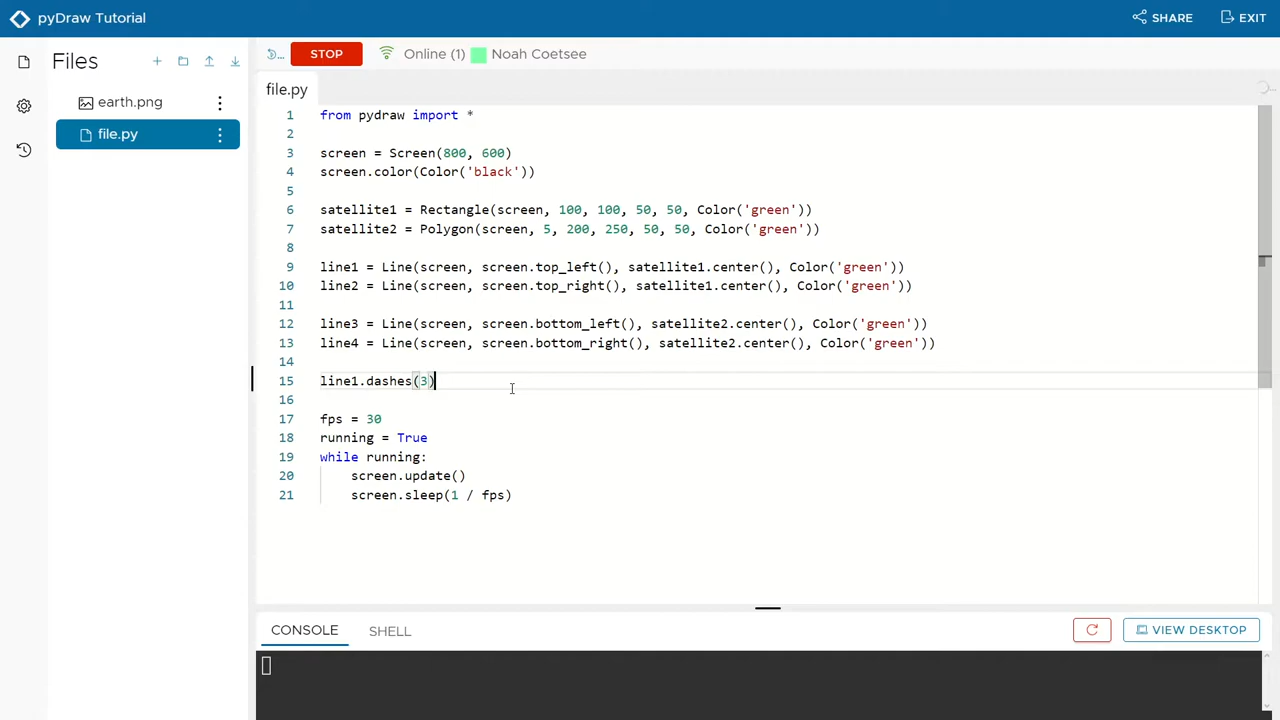 pyDraw Tutorial
SHARE
EXIT
Files
earth.png
file.py
STOP
Online (1)
Noah Coetsee
file.py
1 from pydraw import *
2
3 screen = Screen(800, 600)
4 screen.color(Color('black'))
5
6 satellite1 = Rectangle(screen, 100, 100, 50, 50, Color('green'))
7 satellite2 = Polygon(screen, 5, 200, 250, 50, 50, Color('green'))
8
9 line1 = Line(screen, screen.top_left(), satellite1.center(), Color('green'))
10 line2 = Line(screen, screen.top_right(), satellite1.center(), Color('green'))
11
12 line3 = Line(screen, screen.bottom_left(), satellite2.center(), Color('green'))
13 line4 = Line(screen, screen.bottom_right(), satellite2.center(), Color('green'))
14
15 line1.dashes(3)
16
17 fps = 30
18 running = True
19 while running:
20     screen.update()
21     screen.sleep(1 / fps)
CONSOLE
SHELL
VIEW DESKTOP